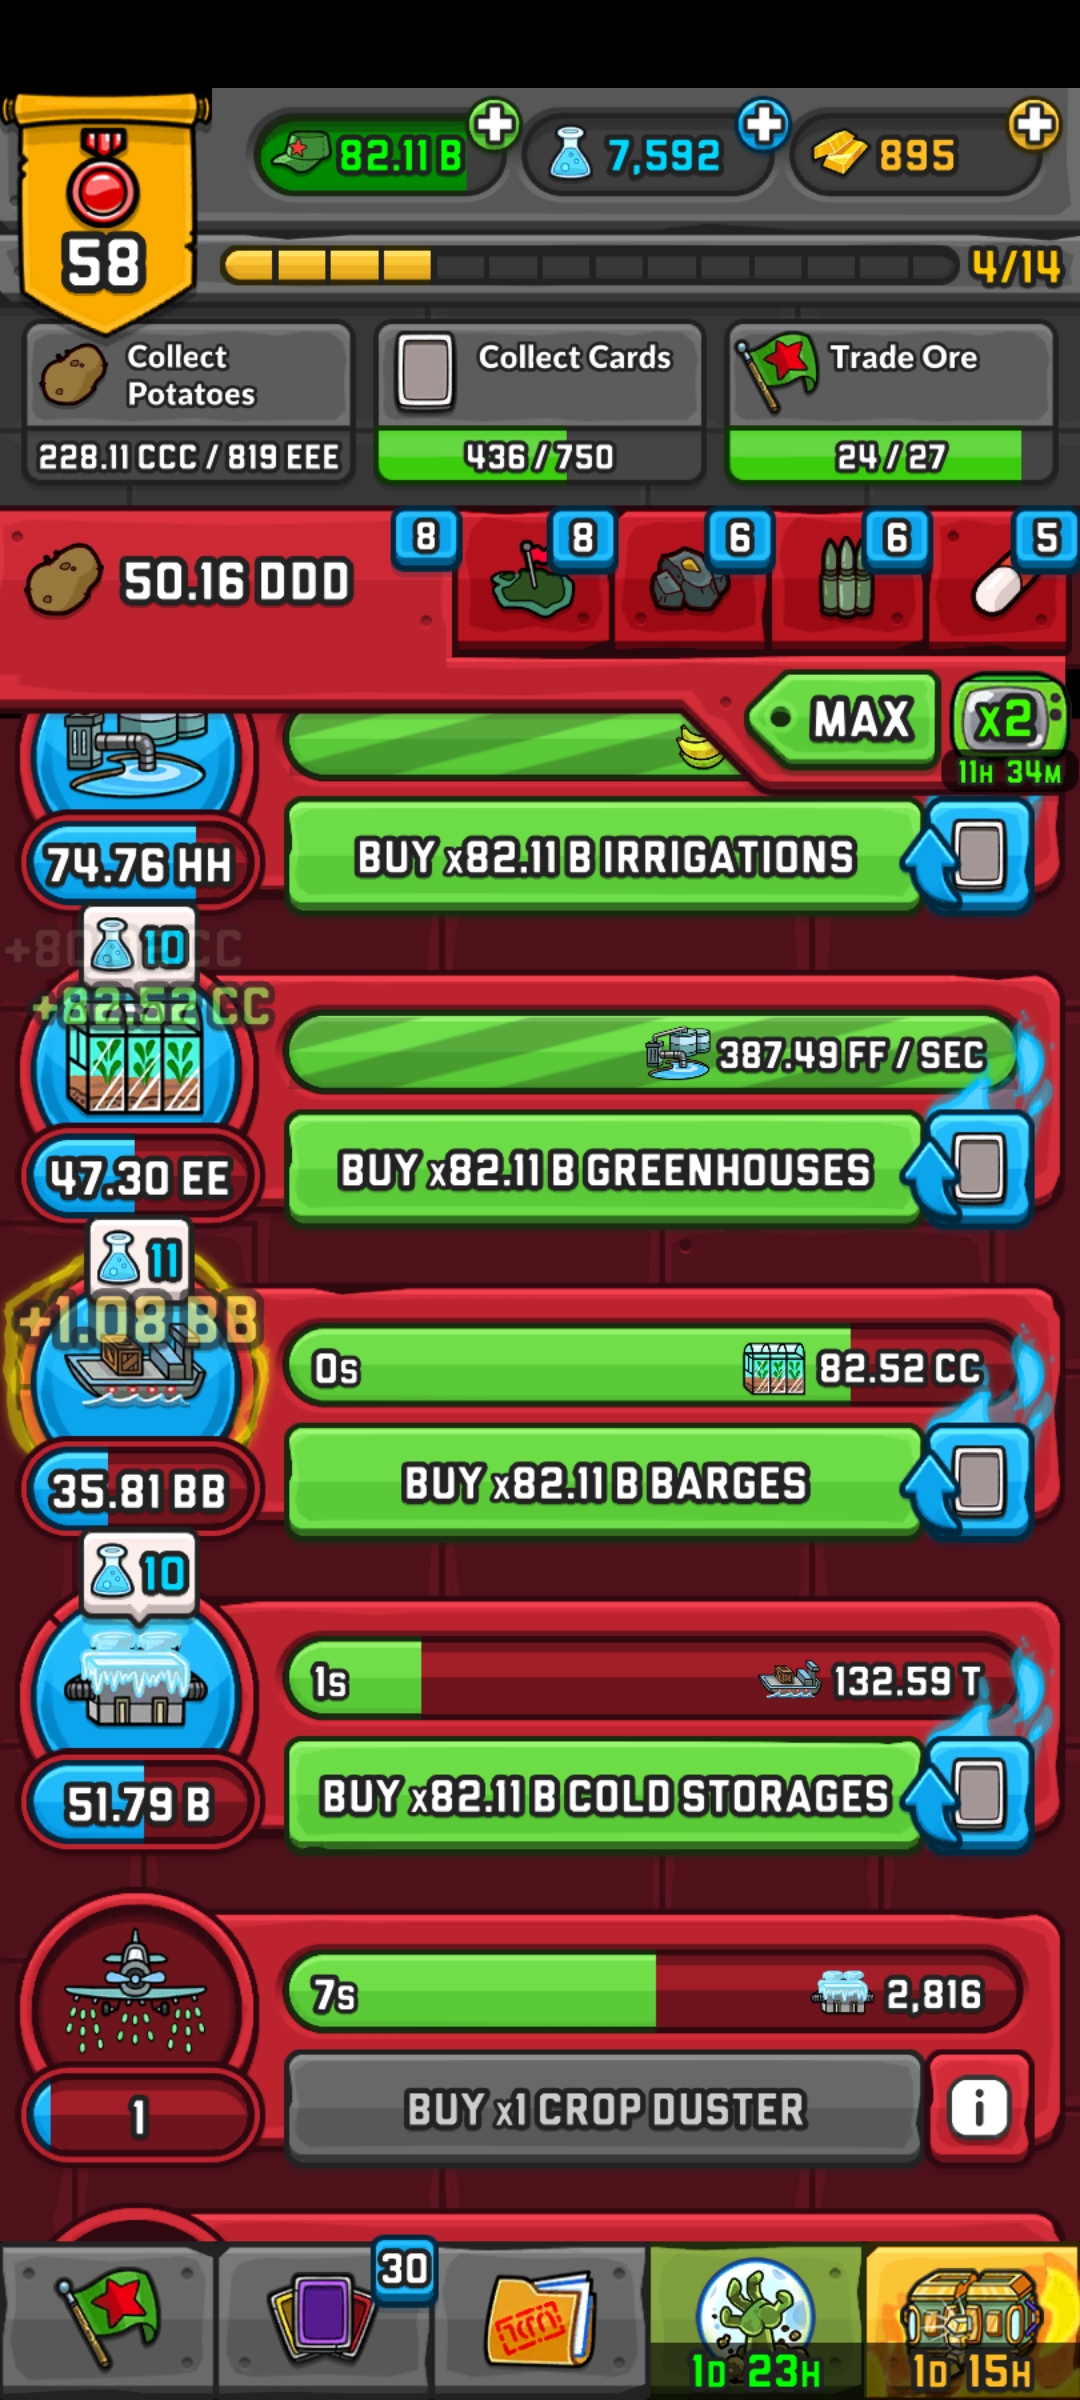 58
82.11 B
7,592
895
4/14
Collect
Potatoes
228.11 CCC / 819 EEE
Collect Cards
436/750
Trade Ore
24/27
50.16 DDD
8
8
6
6
5
MAX
x2
11H 34M
74.76 HH
BUY x82.11 B IRRIGATIONS
10
+82.52 CC
387.49 FF / SEC
47.30 EE
BUY x82.11 B GREENHOUSES
11
+1.08 BB
0s
82.52 CC
35.81 BB
BUY x82.11 B BARGES
10
1s
132.59 T
51.79 B
BUY x82.11 B COLD STORAGES
7s
2,816
1
BUY x1 CROP DUSTER
i
30
1D 23H
1D 15H